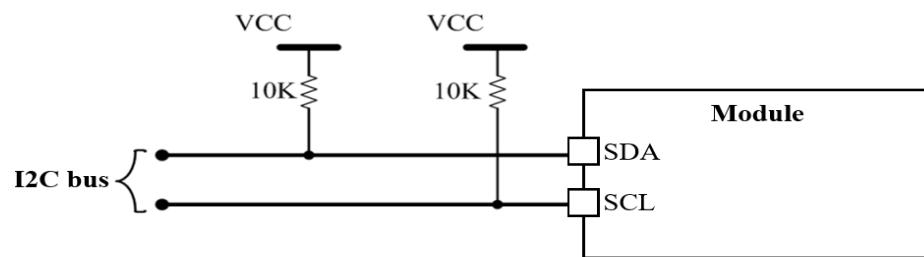 VCC
VCC
10K
10K
Module
SDA
I2C bus
SCL